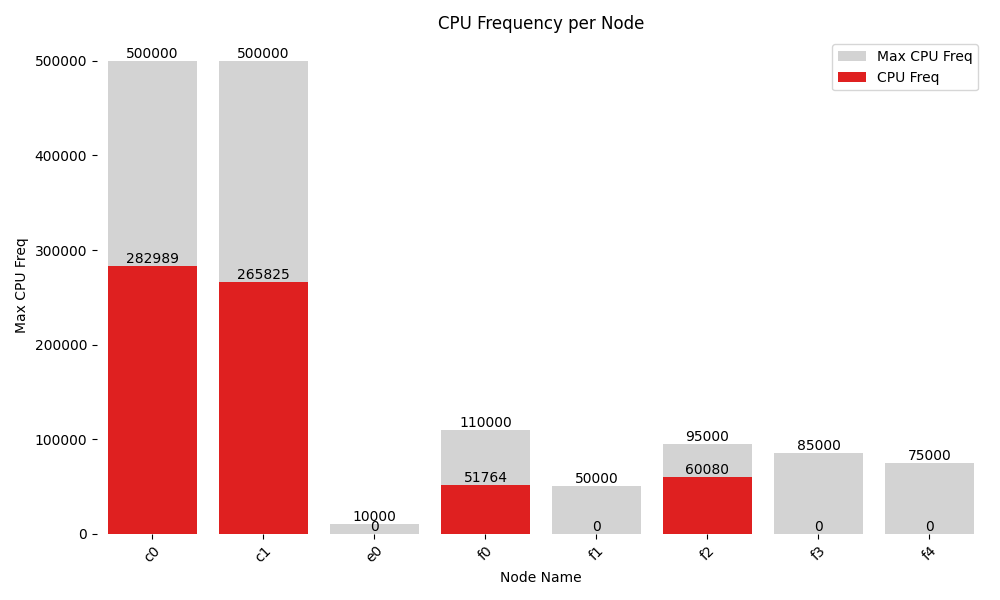 CPU Frequency per Node
Max CPU Freq
CPU Freq
500000
500000
500000
400000
300000
200000
100000
0
Max CPU Freq
282989
265825
10000
0
110000
51764
50000
0
95000
60080
85000
0
75000
0
c0
c1
e0
f0
f1
f2
f3
f4
Node Name